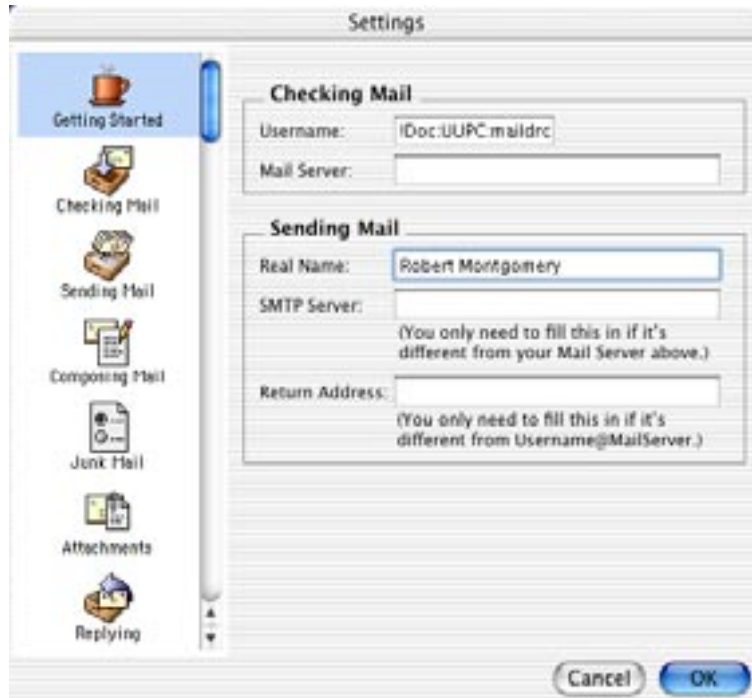 Settings
Getting Started
Checking Mail
Sending Mail
Composing Mail
Junk Mail
Attachments
Replying
Checking Mail
Username: !Doc:UUPC:maildrc
Mail Server:
Sending Mail
Real Name: Robert Montgomery
SMTP Server:
(You only need to fill this in if it's
different from your Mail Server above.)
Return Address:
(You only need to fill this in if it's
different from Username@MailServer.)
Cancel OK